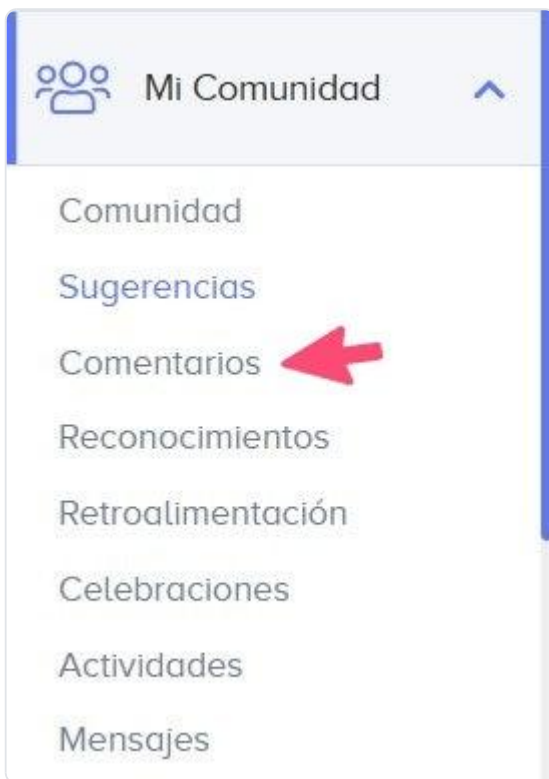 Mi Comunidad
Comunidad
Sugerencias
Comentarios
Reconocimientos
Retroalimentación
Celebraciones
Actividades
Mensajes